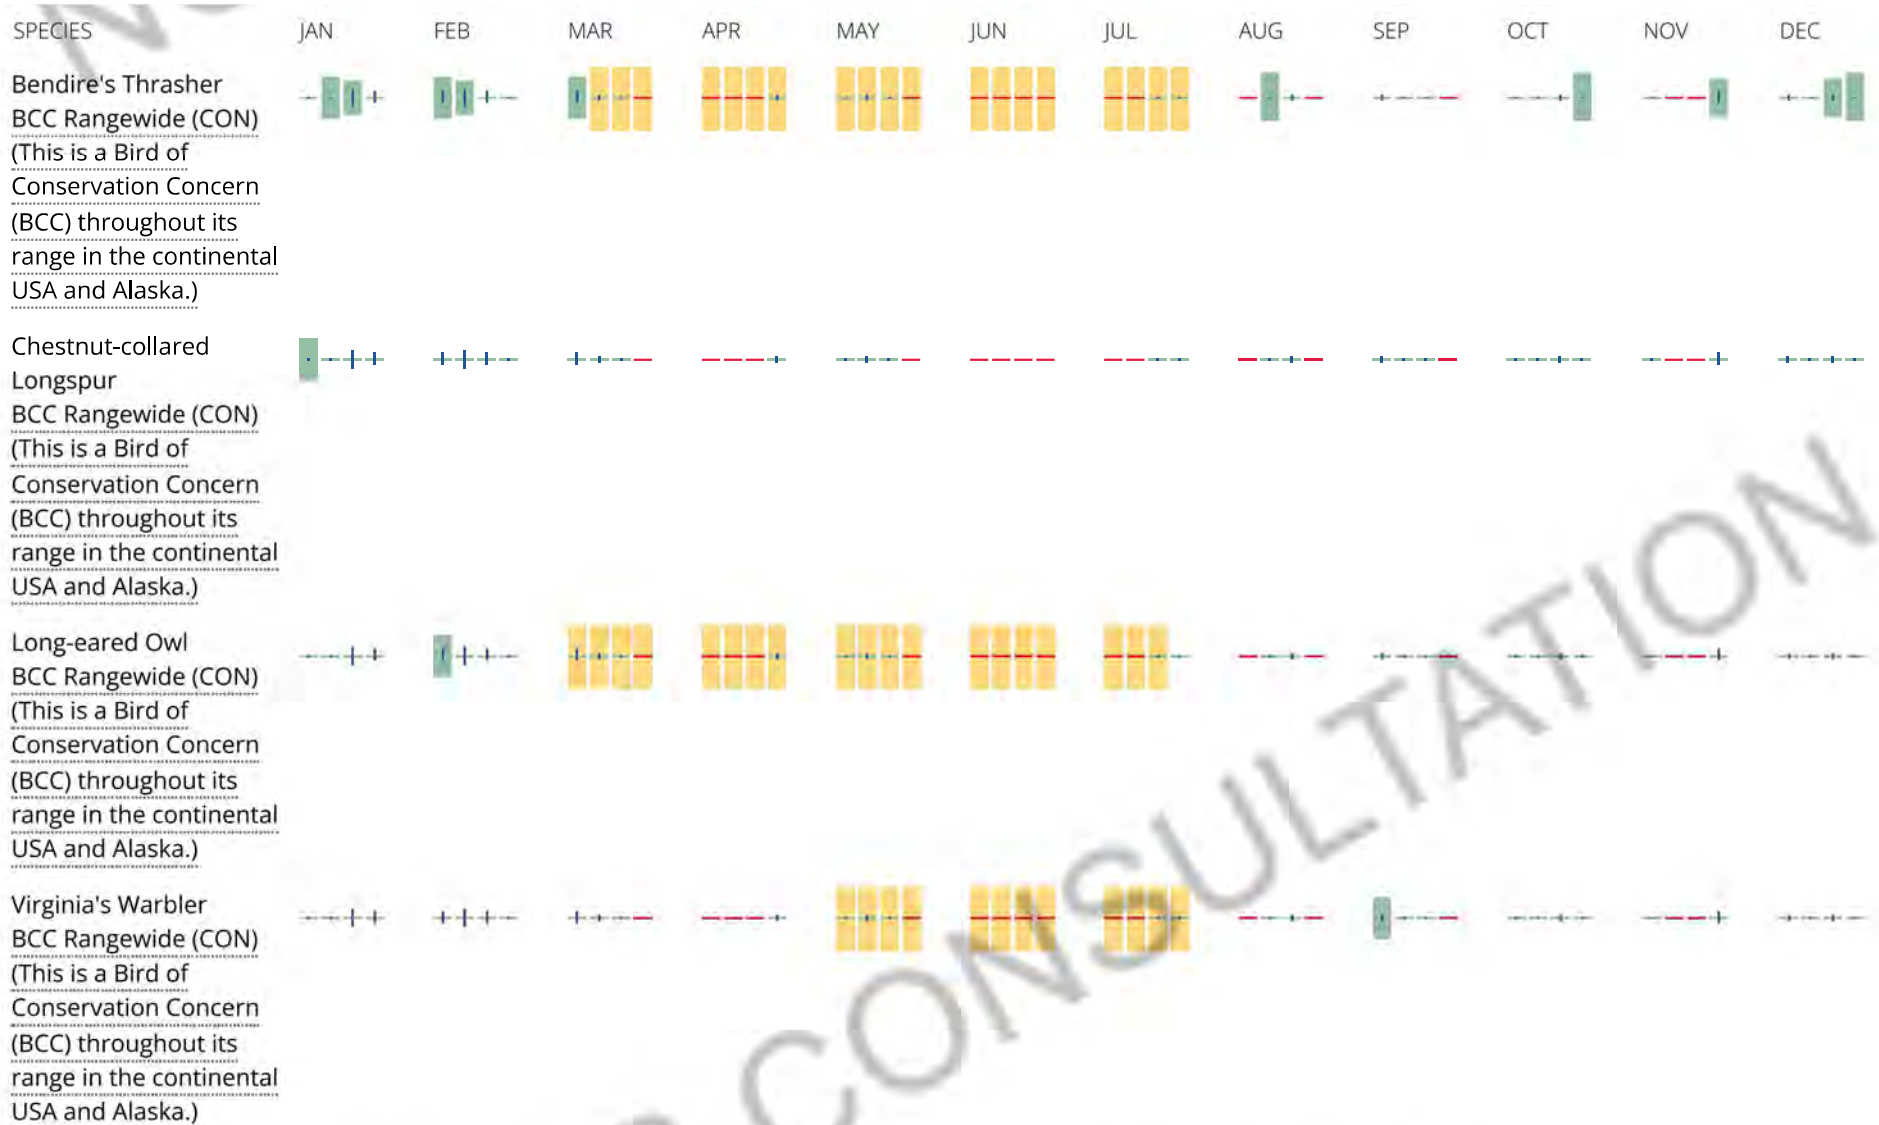 SPECIES JAN FEB MAR APR MAY JUN JUL AUG SEP OCT NOV DEC
Bendire's Thrasher
BCC Rangewide (CON)
(This is a Bird of
Conservation Concern
(BCC) throughout its
range in the continental
USA and Alaska.)
Chestnut-collared
Longspur
BCC Rangewide (CON)
(This is a Bird of
Conservation Concern
(BCC) throughout its
range in the continental
USA and Alaska.)
Long-eared Owl
BCC Rangewide (CON)
(This is a Bird of
Conservation Concern
(BCC) throughout its
range in the continental
USA and Alaska.)
Virginia's Warbler
BCC Rangewide (CON)
(This is a Bird of
Conservation Concern
(BCC) throughout its
range in the continental
USA and Alaska.)
CONSULTATION